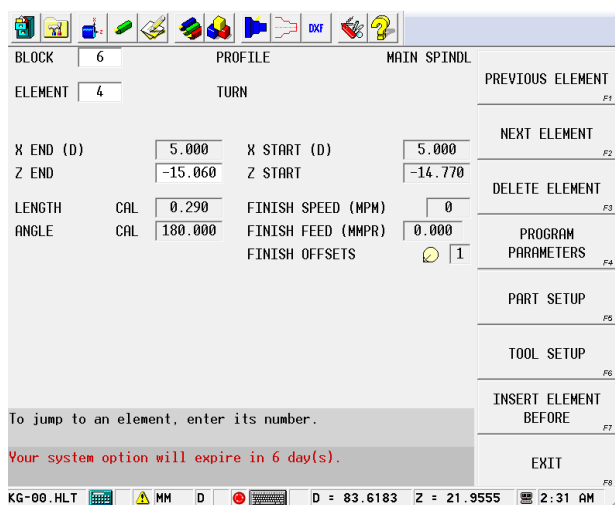 DXF
BLOCK 6 PROFILE MAIN SPINDL
ELEMENT 4 TURN
X END (D) 5.000 X START (D) 5.000
Z END -15.060 Z START -14.770
LENGTH CAL 0.290 FINISH SPEED (MPM) 0
ANGLE CAL 180.000 FINISH FEED (MMPR) 0.000
FINISH OFFSETS 1
PREVIOUS ELEMENT
F1
NEXT ELEMENT
F2
DELETE ELEMENT
F3
PROGRAM
PARAMETERS
F4
PART SETUP
F5
TOOL SETUP
F6
INSERT ELEMENT
BEFORE
F7
EXIT
F8
To jump to an element, enter its number.
Your system option will expire in 6 day(s).
KG-00.HLT MM D D = 83.6183 Z = 21.9555 2:31 AM